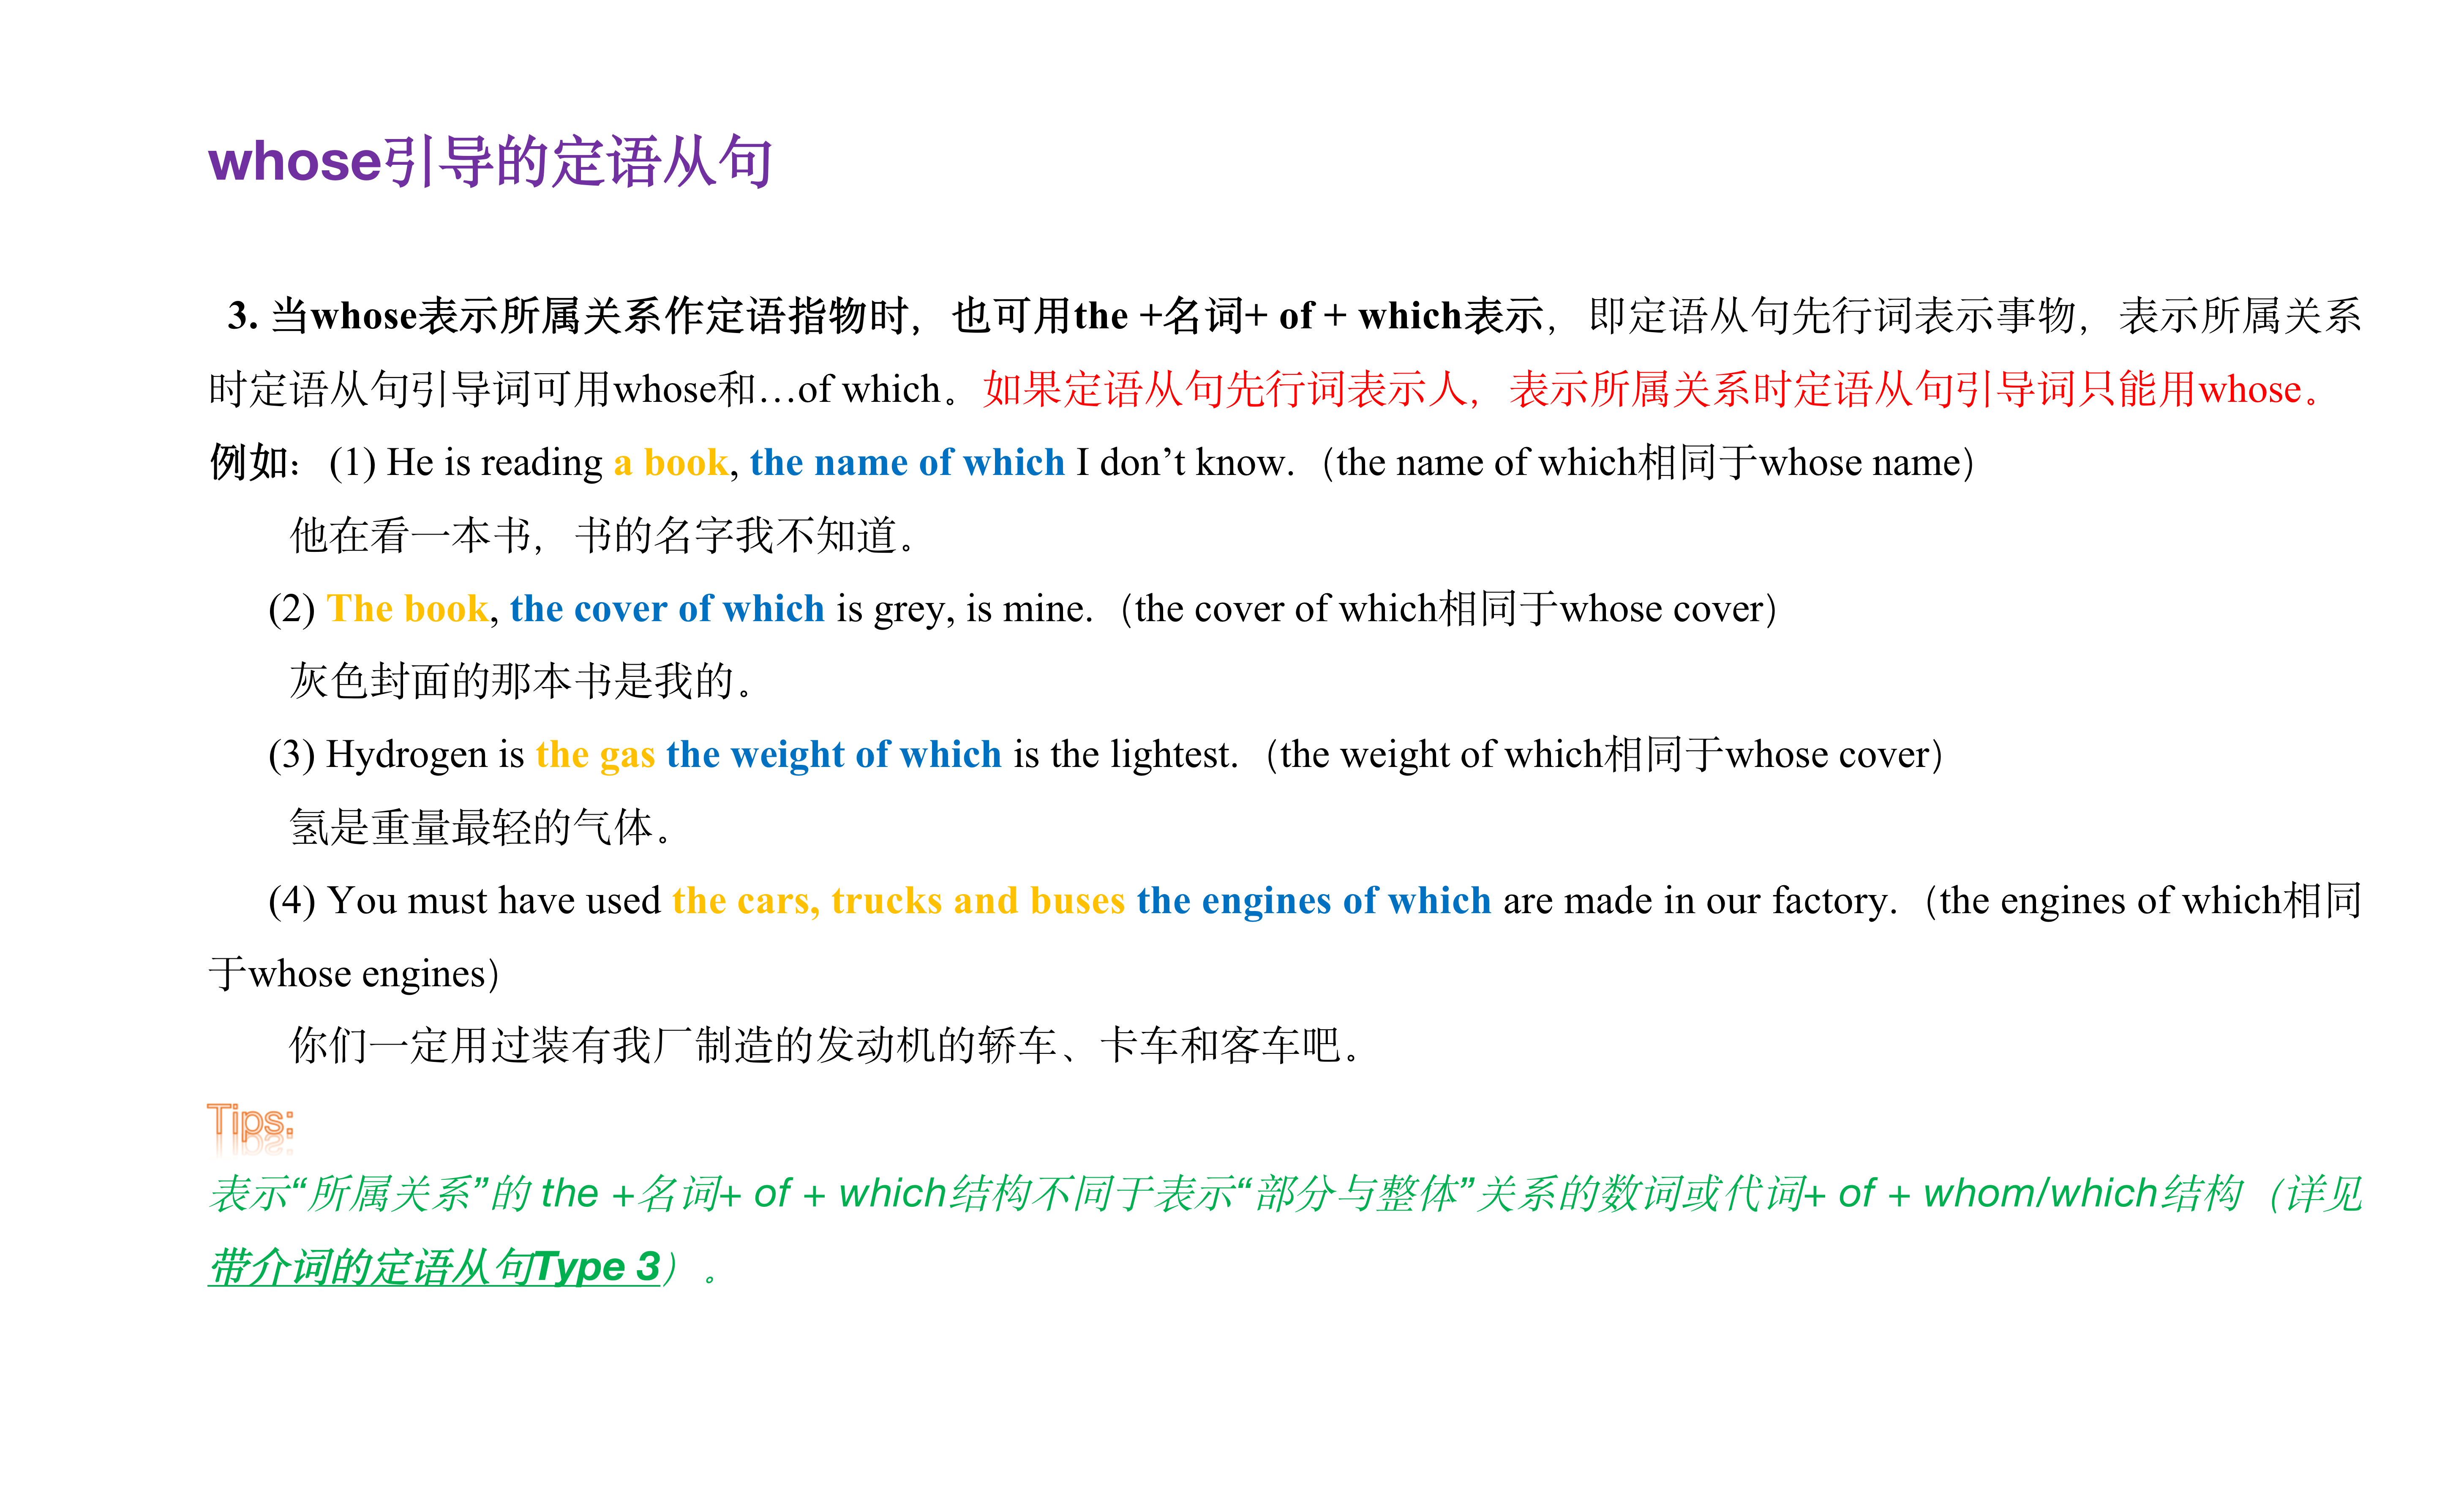 whose引导的定语从句
3. 当whose表示所属关系作定语指物时，也可用the +名词+ of + which表示，即定语从句先行词表示事物，表示所属关系
时定语从句引导词可用whose和…of which。如果定语从句先行词表示人，表示所属关系时定语从句引导词只能用whose。
例如：(1) He is reading a book, the name of which I don’t know.（the name of which相同于whose name）
他在看一本书，书的名字我不知道。
(2) The book, the cover of which is grey, is mine.（the cover of which相同于whose cover）
灰色封面的那本书是我的。
(3) Hydrogen is the gas the weight of which is the lightest.（the weight of which相同于whose cover）
氢是重量最轻的气体。
(4) You must have used the cars, trucks and buses the engines of which are made in our factory.（the engines of which相同
于whose engines）
你们一定用过装有我厂制造的发动机的轿车、卡车和客车吧。
Tips:
表示“所属关系”的 the +名词+ of + which结构不同于表示“部分与整体”关系的数词或代词+ of + whom/which结构（详见
带介词的定语从句Type 3）。